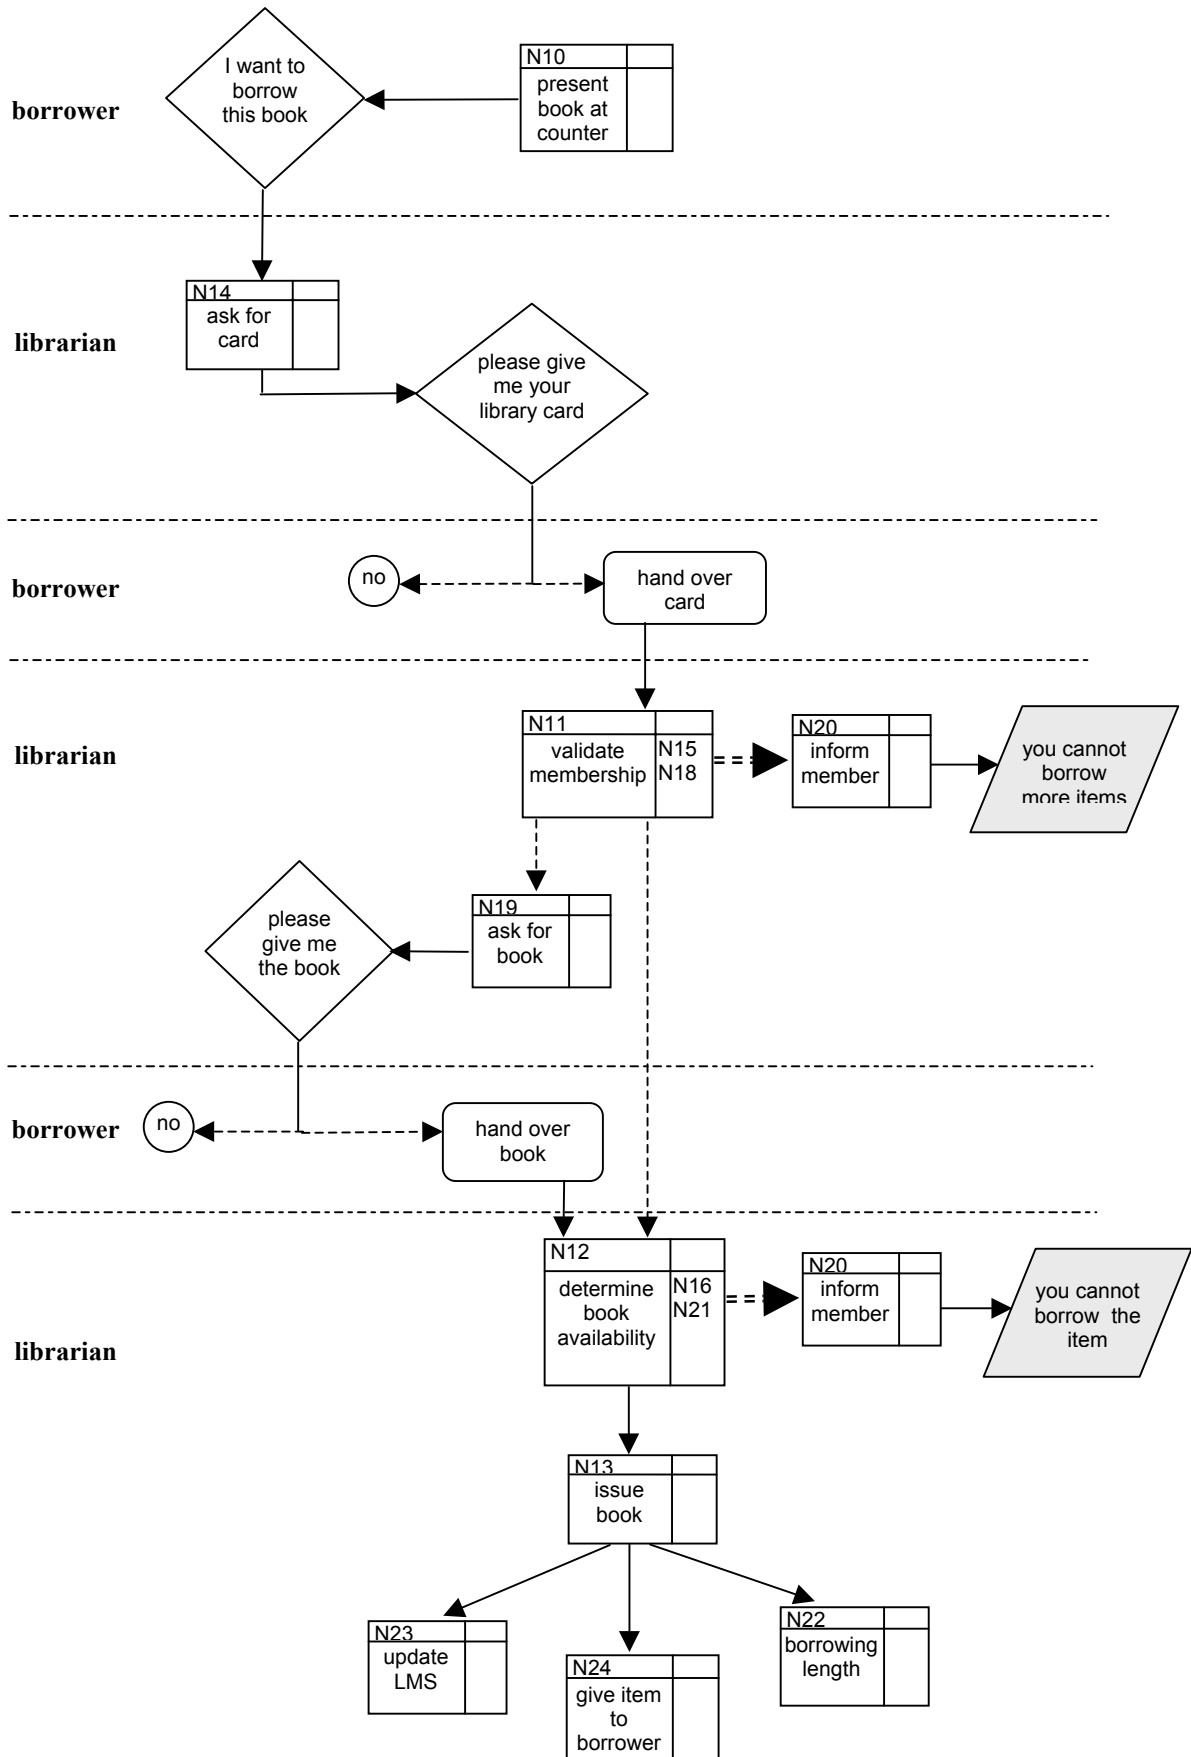 I want to
borrow
this book
N10
present
book at
counter
borrower
N14
ask for
card
librarian
please give
me your
library card
borrower
no
hand over
card
librarian
N11
validate
membership
N15
N18
N20
inform
member
you cannot
borrow
more items
please
give me
the book
N19
ask for
book
borrower
no
hand over
book
librarian
N12
determine
book
availability
N16
N21
N20
inform
member
you cannot
borrow the
item
N13
issue
book
N23
update
LMS
N24
give item
to
borrower
N22
borrowing
length